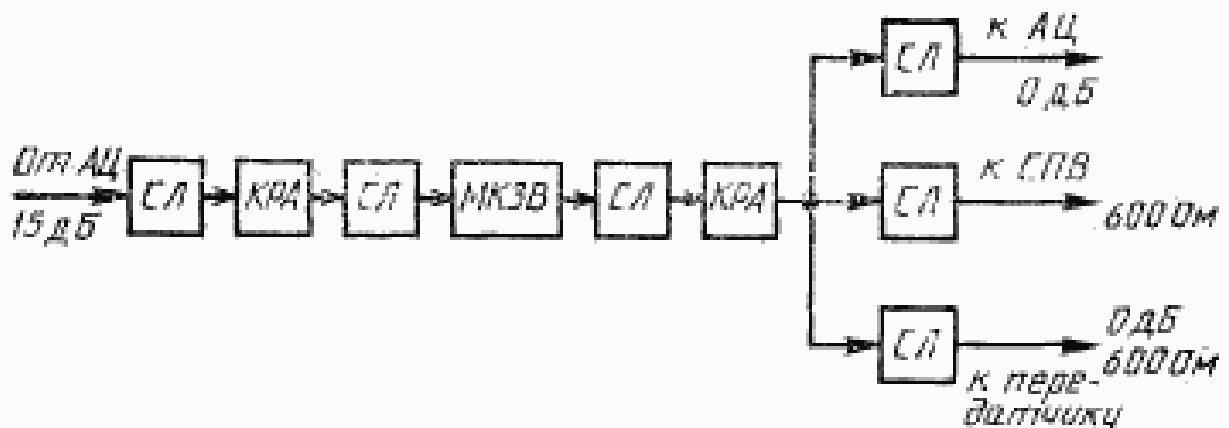 От АЦ
15 дБ
СЛ
КРА
СЛ
МКЗВ
СЛ
КРА
СЛ
к АЦ
0 дБ
СЛ
к СПВ
600 Ом
СЛ
0 дБ
600 Ом
к пере-
датчику